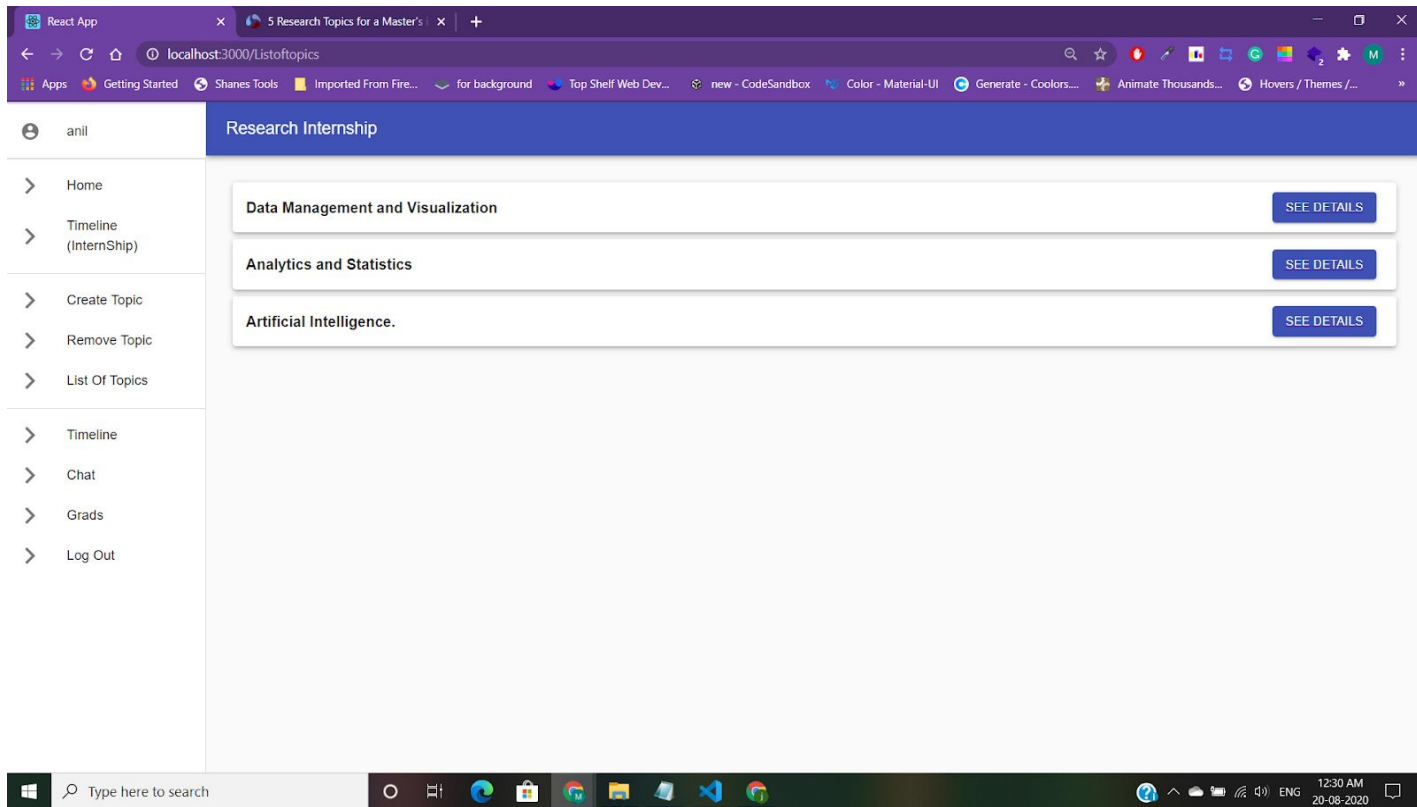 React App
5 Research Topics for a Master's
localhost:3000/Listoftopics
M
Apps
Getting Started
Shanes Tools
Imported From Fire...
for background
Top Shelf Web Dev...
new - CodeSandbox
Color - Material-UI
Generate - Coolors....
Animate Thousands...
Hovers / Themes /...
»
anil
Research Internship
Home
Timeline
(InternShip)
Create Topic
Remove Topic
List Of Topics
Timeline
Chat
Grads
Log Out
Data Management and Visualization
SEE DETAILS
Analytics and Statistics
SEE DETAILS
Artificial Intelligence.
SEE DETAILS
Type here to search
ENG
12:30 AM
20-08-2020